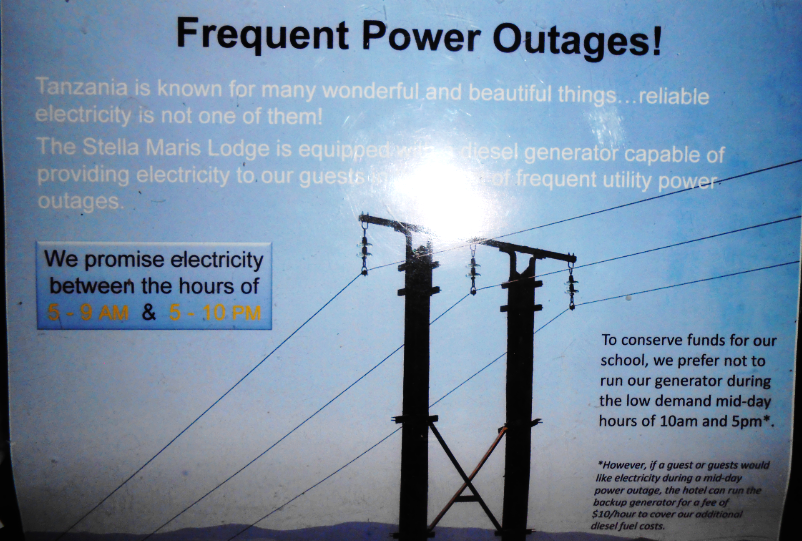 Frequent Power Outages!
Tanzania is known for many wonderful and beautiful things...reliable
electricity is not one of them!
The Stella Maris Lodge is equipped diesel generator capable of
providing electricity to our guests of frequent utility power
outages.
We promise electricity
between the hours of
5 - 9 AM & 5 - 10 PM
To conserve funds for our
school, we prefer not to
run our generator during
the low demand mid-day
hours of 10am and 5pm*.
*However, if a guest or guests would
like electricity during a mid-day
power outage, the hotel can run the
backup generator for a fee of
$10/hour to cover our additional
diesel fuel costs.